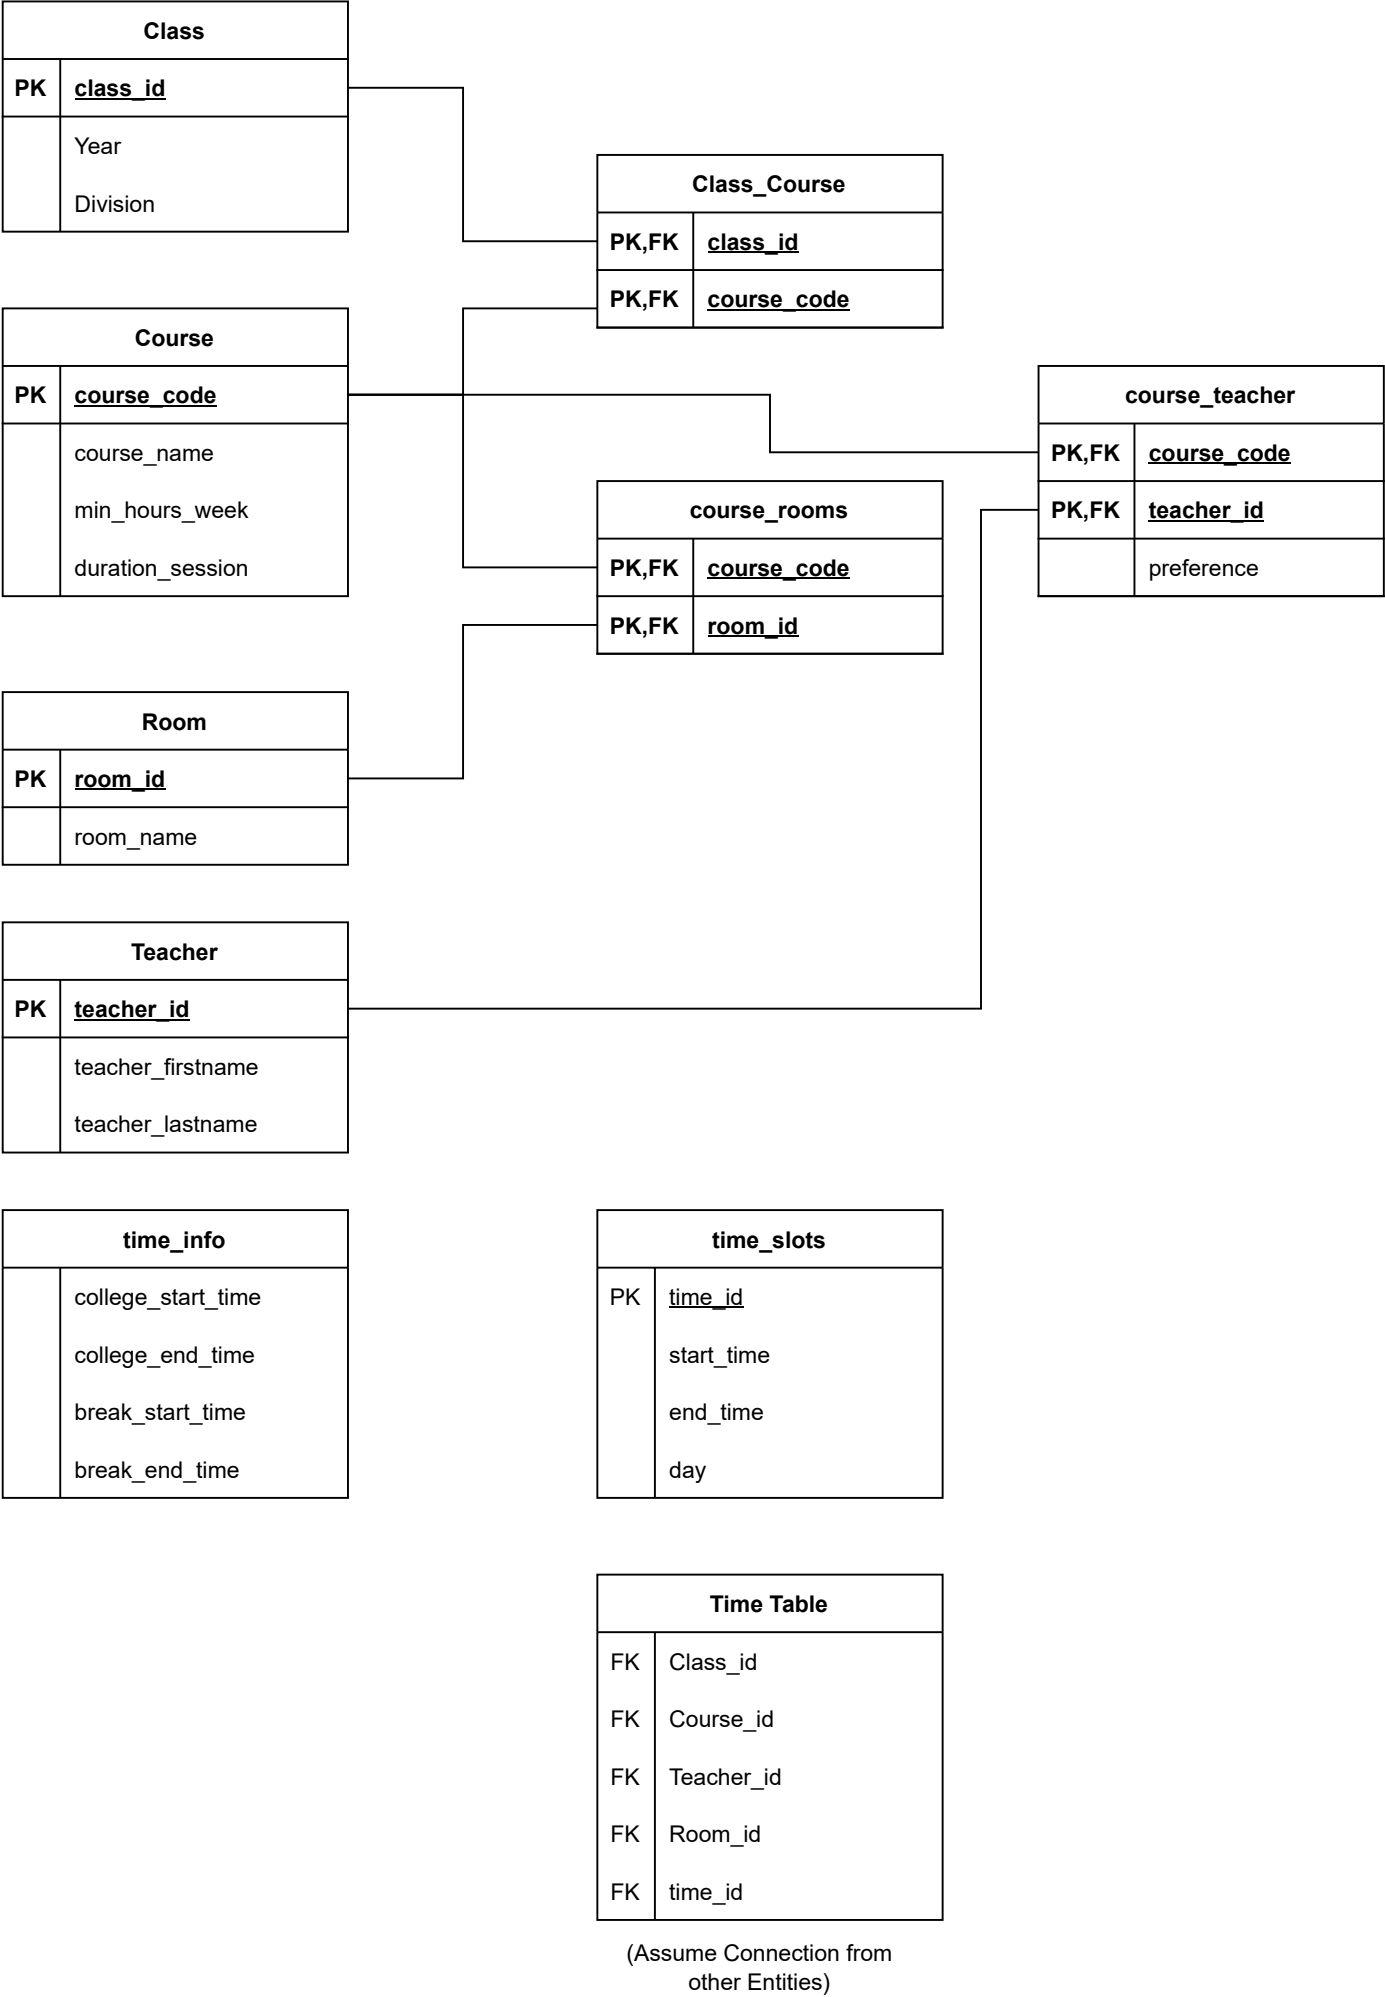 Class
PK class_id
Year
Division
Class_Course
PK,FK class_id
PK,FK course_code
Course
PK course_code
course_name
min_hours_week
duration_session
course_teacher
PK,FK course_code
PK,FK teacher_id
preference
course_rooms
PK,FK course_code
PK,FK room_id
Room
PK room_id
room_name
Teacher
PK teacher_id
teacher_firstname
teacher_lastname
time_info
college_start_time
college_end_time
break_start_time
break_end_time
time_slots
PK time_id
start_time
end_time
day
Time Table
FK Class_id
FK Course_id
FK Teacher_id
FK Room_id
FK time_id
(Assume Connection from
other Entities)